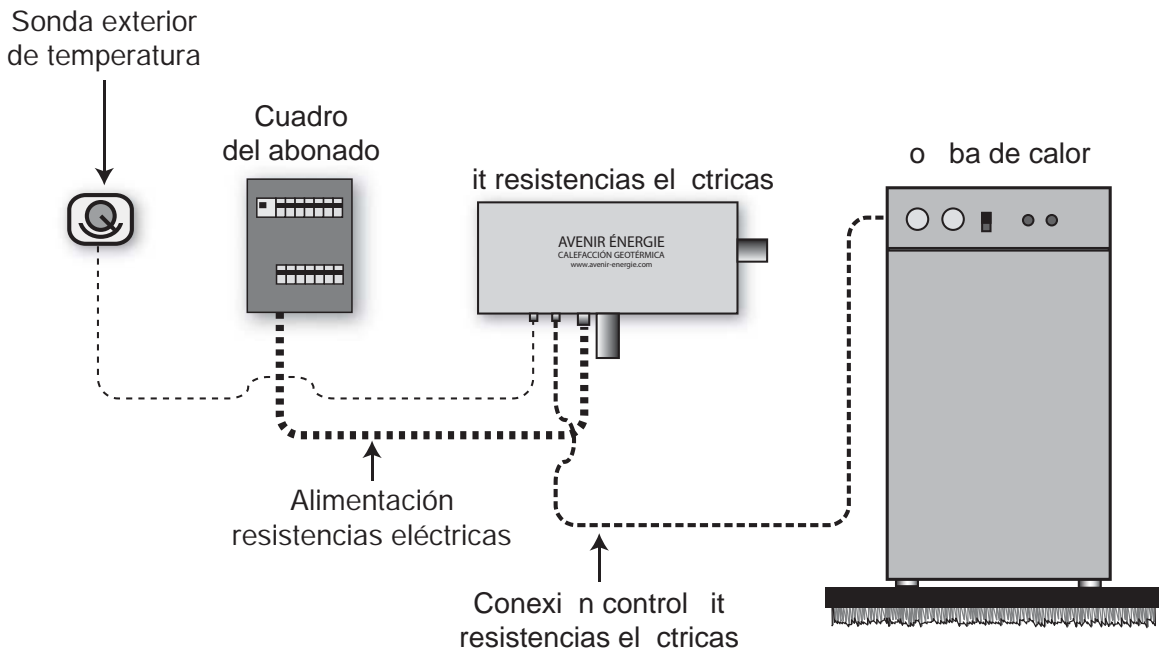 Sonda exterior
de temperatura
Cuadro
del abonado
it resistencias el ctricas
o ba de calor
AVENIR ÉNERGIE
CALEFACCIÓN GEOTÉRMICA
www.avenir-energie.com
Alimentación
resistencias eléctricas
Conexi n control it
resistencias el ctricas